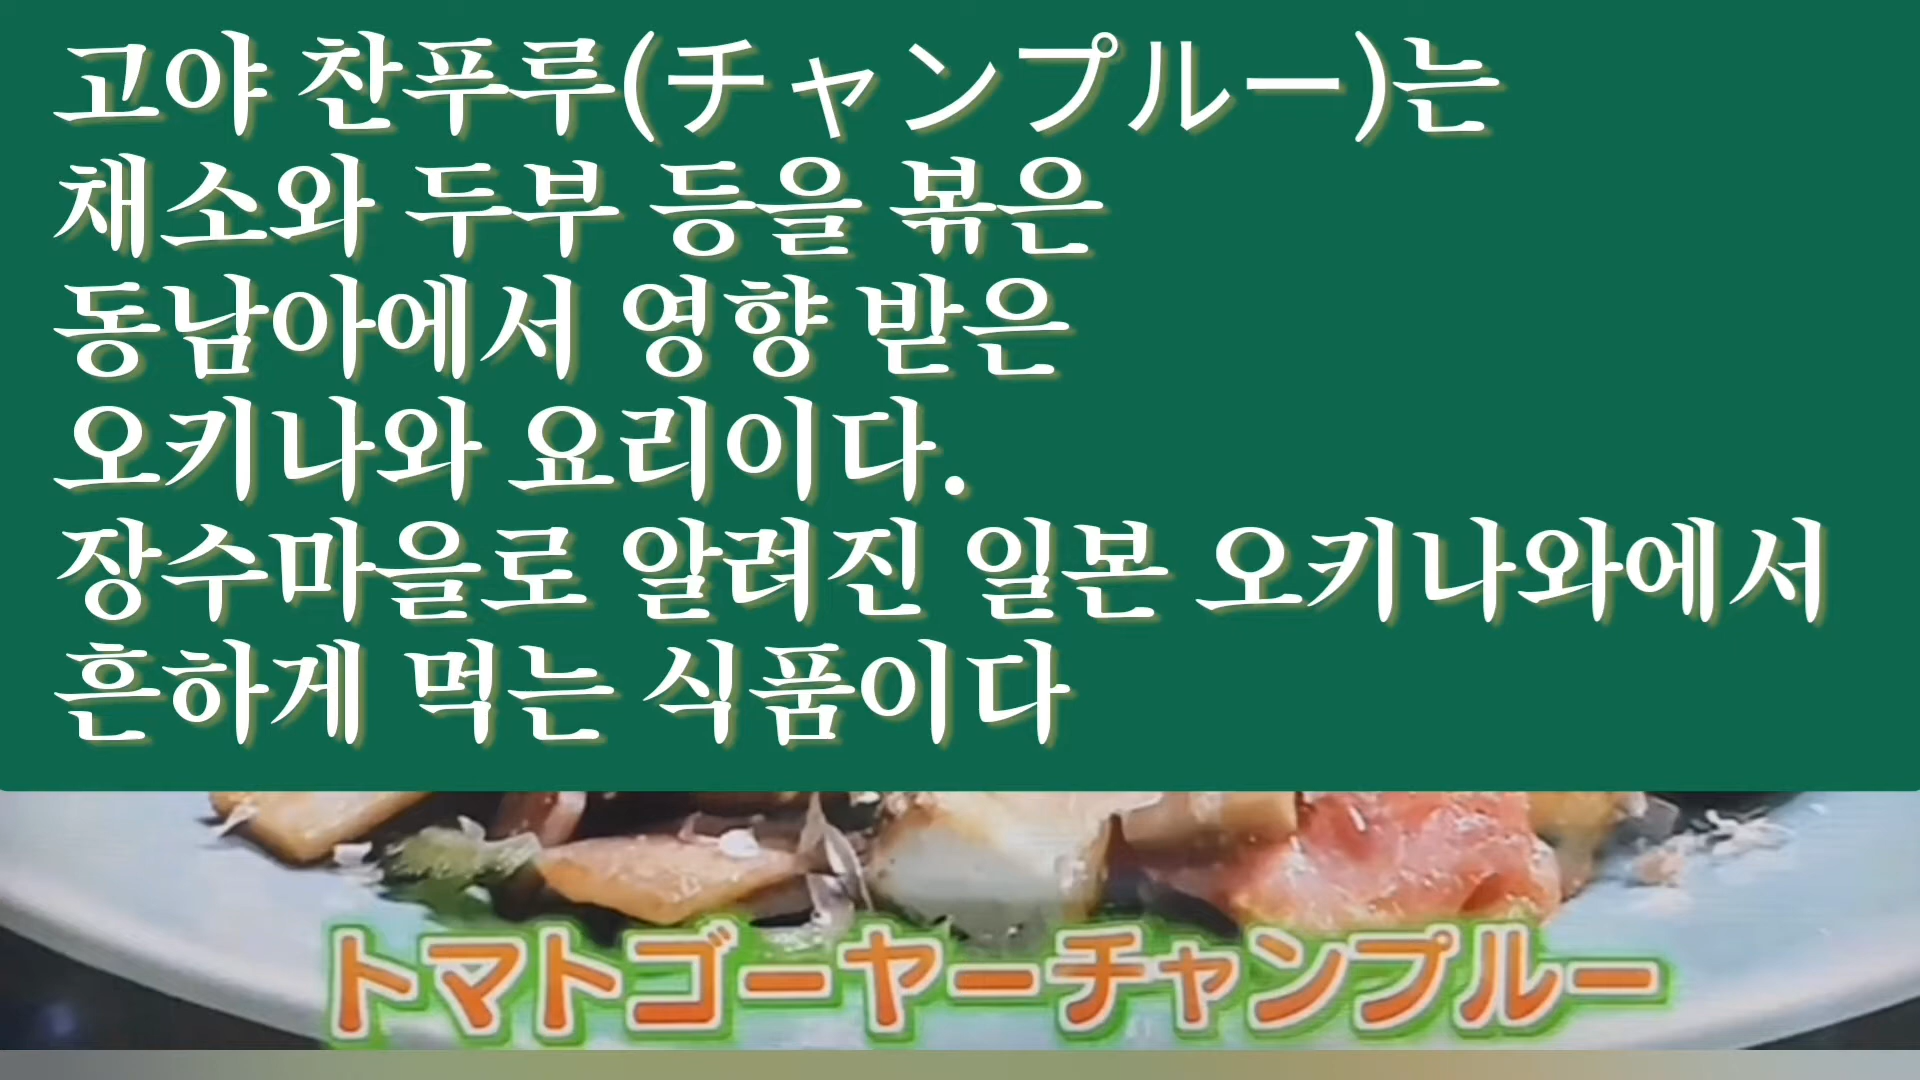 고야 찬푸루(チャンプルー)는
채소와 두부 등을 볶은
동남아에서 영향 받은
오키나와 요리이다.
장수마을로 알려진 일본 오키나와에서
흔하게 먹는 식품이다
トマトゴーヤーチャンプルー